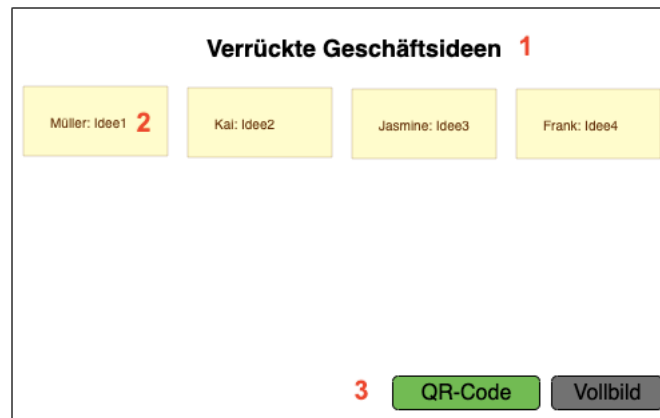 Verrückte Geschäftsideen 1
Müller: Idee1 2 Kai: Idee2 Jasmine: Idee3 Frank: Idee4
3 QR-Code Vollbild